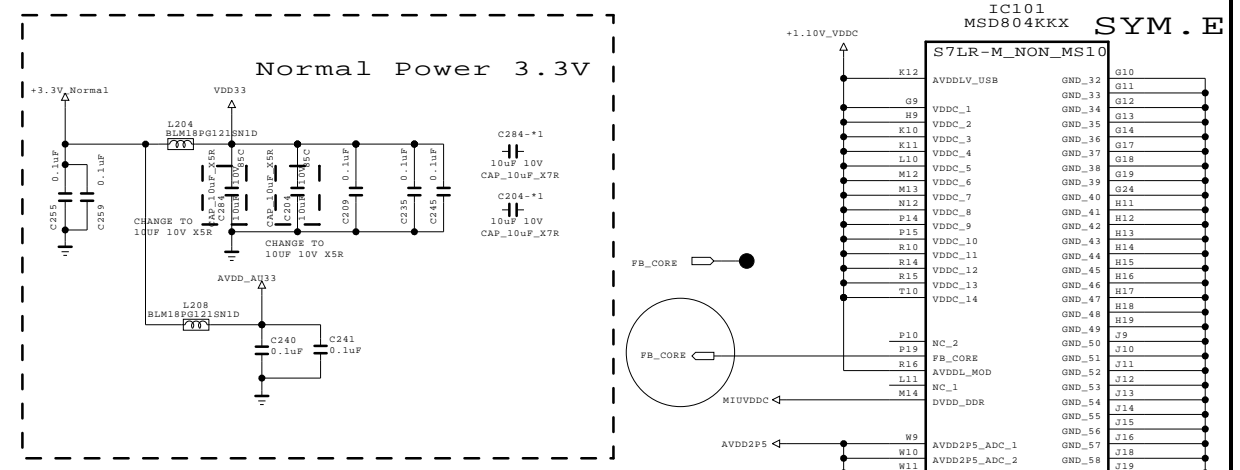 IC101
MSD804KKX
SYM.E
S7LR-M_NON_MS10
Normal Power 3.3V
+3.3V_Normal
VDD33
L204
BLM18PG121SN1D
C255
0.1uF
C259
0.1uF
CHANGE TO
10UF 10V X5R
CAP_10uF_X5R
C284
10uF
10V
85C
CAP_10uF_X5R
C204
10uF
10V
85C
CHANGE TO
10UF 10V X5R
C209
0.1uF
C235
0.1uF
C245
0.1uF
C284-*1
10uF 10V
CAP_10uF_X7R
C204-*1
10uF 10V
CAP_10uF_X7R
AVDD_AU33
L208
BLM18PG121SN1D
C240
0.1uF
C241
0.1uF
+1.10V_VDDC
FB_CORE
FB_CORE
MIUVDDC
AVDD2P5
K12 AVDDLV_USB
G9 VDDC_1
H9 VDDC_2
K10 VDDC_3
K11 VDDC_4
L10 VDDC_5
M12 VDDC_6
M13 VDDC_7
N12 VDDC_8
P14 VDDC_9
P15 VDDC_10
R10 VDDC_11
R14 VDDC_12
R15 VDDC_13
T10 VDDC_14
P10 NC_2
P19 FB_CORE
R16 AVDDL_MOD
L11 NC_1
M14 DVDD_DDR
W9 AVDD2P5_ADC_1
W10 AVDD2P5_ADC_2
W11
GND_32 G10
GND_33 G11
GND_34 G12
GND_35 G13
GND_36 G14
GND_37 G17
GND_38 G18
GND_39 G19
GND_40 G24
GND_41 H11
GND_42 H12
GND_43 H13
GND_44 H14
GND_45 H15
GND_46 H16
GND_47 H17
GND_48 H18
GND_49 H19
GND_50 J9
GND_51 J10
GND_52 J11
GND_53 J12
GND_54 J13
GND_55 J14
GND_56 J15
GND_57 J16
GND_58 J18
J19